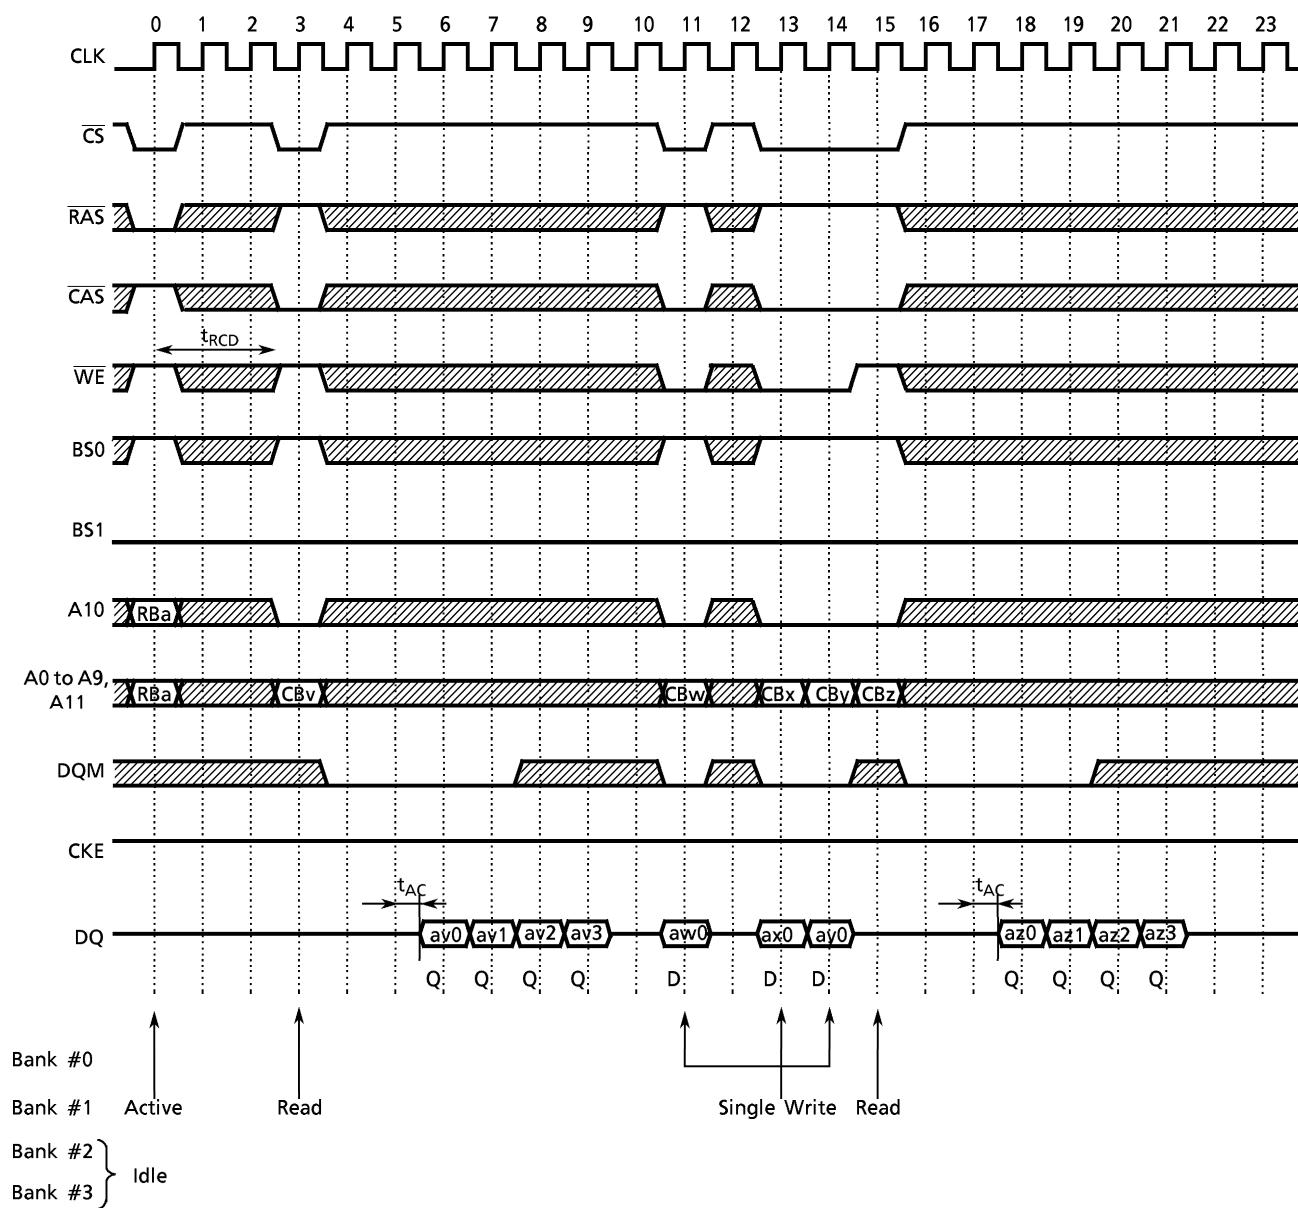 0 1 2 3 4 5 6 7 8 9 10 11 12 13 14 15 16 17 18 19 20 21 22 23
CLK
CS
RAS
CAS
tRCD
WE
BS0
BS1
A10 RBa
A0 to A9,
A11
RBa CBv CBw CBx CBy CBz
DQM
CKE
tAC tAC
DQ av0 av1 av2 av3 aw0 ax0 ay0 az0 az1 az2 az3
Q Q Q Q D D D Q Q Q Q
Bank #0
Bank #1 Active Read Single Write Read
Bank #2
Idle
Bank #3